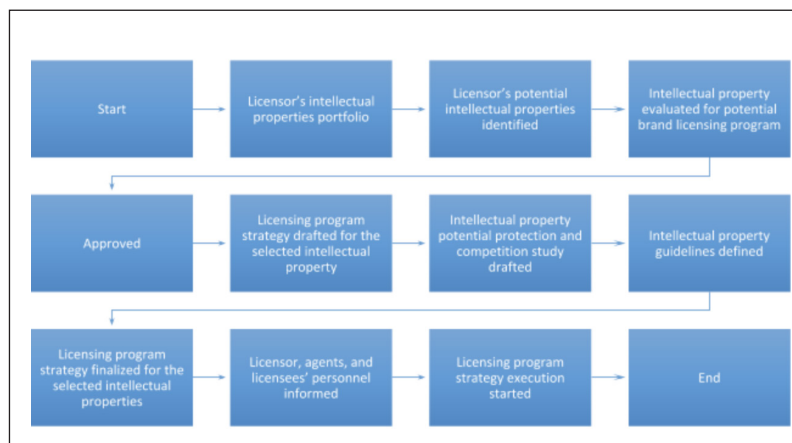 Start
Licensor's intellectual
properties portfolio
Licensor's potential
intellectual properties
identified
Intellectual property
evaluated for potential
brand licensing program
Approved
Licensing program
strategy drafted for the
selected intellectual
property
Intellectual property
potential protection and
competition study
drafted
Intellectual property
guidelines defined
Licensing program
strategy finalized for the
selected intellectual
properties
Licensor, agents, and
licensees' personnel
informed
Licensing program
strategy execution
started
End